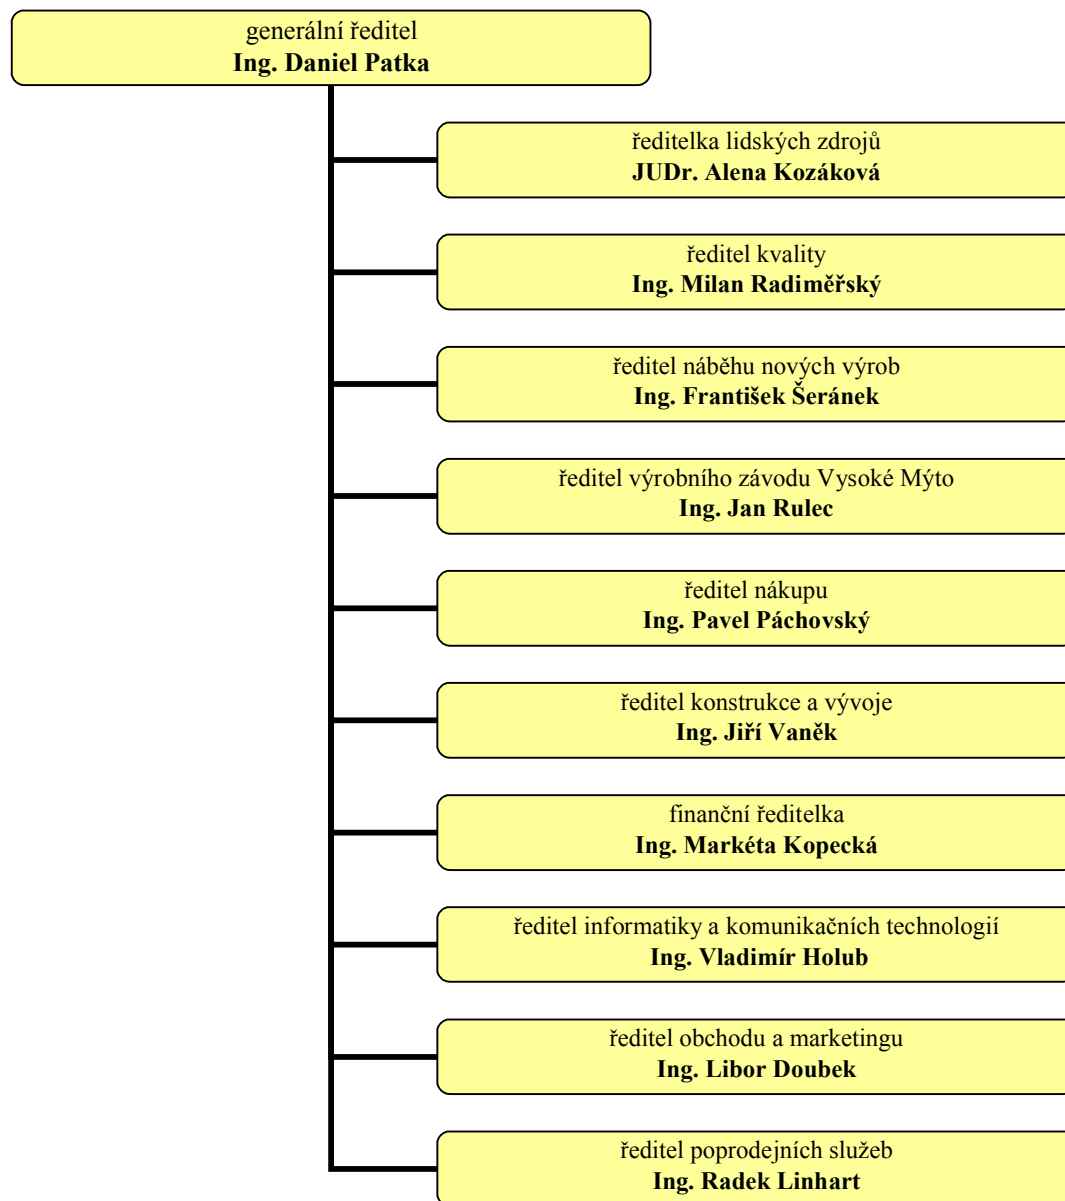 generální ředitel
Ing. Daniel Patka
ředitelka lidských zdrojů
JUDr. Alena Kozáková
ředitel kvality
Ing. Milan Radiměřský
ředitel náběhu nových výrob
Ing. František Šeránek
ředitel výrobního závodu Vysoké Mýto
Ing. Jan Rulec
ředitel nákupu
Ing. Pavel Páchovský
ředitel konstrukce a vývoje
Ing. Jiří Vaněk
finanční ředitelka
Ing. Markéta Kopecká
ředitel informatiky a komunikačních technologií
Ing. Vladimír Holub
ředitel obchodu a marketingu
Ing. Libor Doubek
ředitel poprodejních služeb
Ing. Radek Linhart